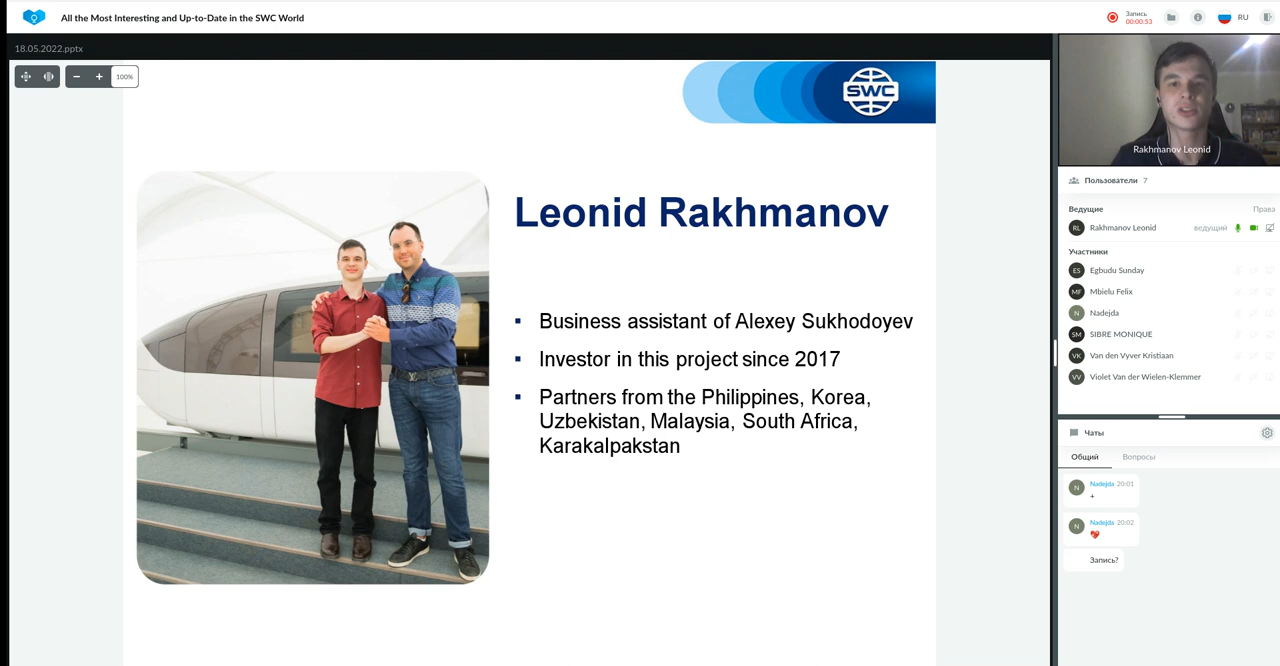 All the Most Interesting and Up-to-Date in the SWC World
Запись
00:00:53
RU
18.05.2022.pptx
100%
SWC
Leonid Rakhmanov
Business assistant of Alexey Sukhodoyev
Investor in this project since 2017
Partners from the Philippines, Korea,
Uzbekistan, Malaysia, South Africa,
Karakalpakstan
Rakhmanov Leonid
Пользователи 7
Ведущие Права
RL Rakhmanov Leonid ведущий
Участники
ES Egbudu Sunday
MF Mbielu Felix
N Nadejda
SM SIBRE MONIQUE
VK Van den Vyver Kristiaan
VV Violet Van der Wielen-Klemmer
Чаты
Общий Вопросы
N Nadejda 20:01
+
N Nadejda 20:02
💖
Запись?